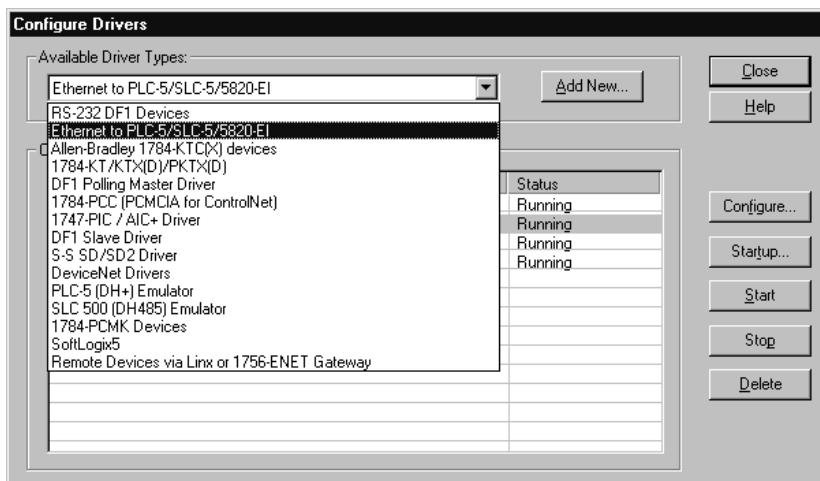 Configure Drivers
Available Driver Types:
Ethernet to PLC-5/SLC-5/5820-EI
Add New...
Close
Help
RS-232 DF1 Devices
Ethernet to PLC-5/SLC-5/5820-EI
Allen-Bradley 1784-KTC(X) devices
1784-KT/KTX(D)/PKTX(D)
DF1 Polling Master Driver
1784-PCC (PCMCIA for ControlNet)
1747-PIC / AIC+ Driver
DF1 Slave Driver
S-S SD/SD2 Driver
DeviceNet Drivers
PLC-5 (DH+) Emulator
SLC 500 (DH485) Emulator
1784-PCMK Devices
SoftLogix5
Remote Devices via Linx or 1756-ENET Gateway
Status
Running
Running
Running
Running
Configure...
Startup...
Start
Stop
Delete